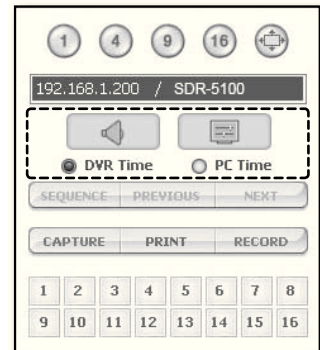 1 4 9 16
192.168.1.200 / SDR-5100
DVR Time PC Time
SEQUENCE PREVIOUS NEXT
CAPTURE PRINT RECORD
1 2 3 4 5 6 7 8
9 10 11 12 13 14 15 16